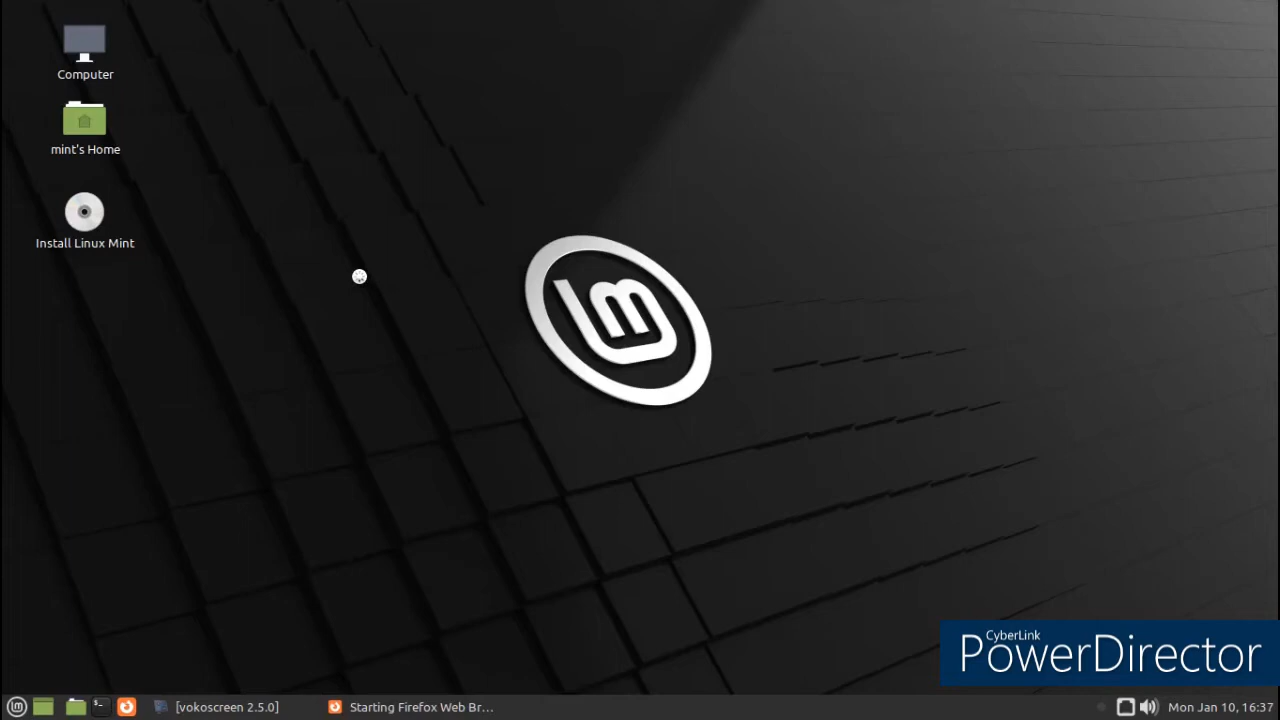 Computer
mint's Home
Install Linux Mint
CyberLink
PowerDirector
[vokoscreen 2.5.0]
Starting Firefox Web Br...
Mon Jan 10, 16:37